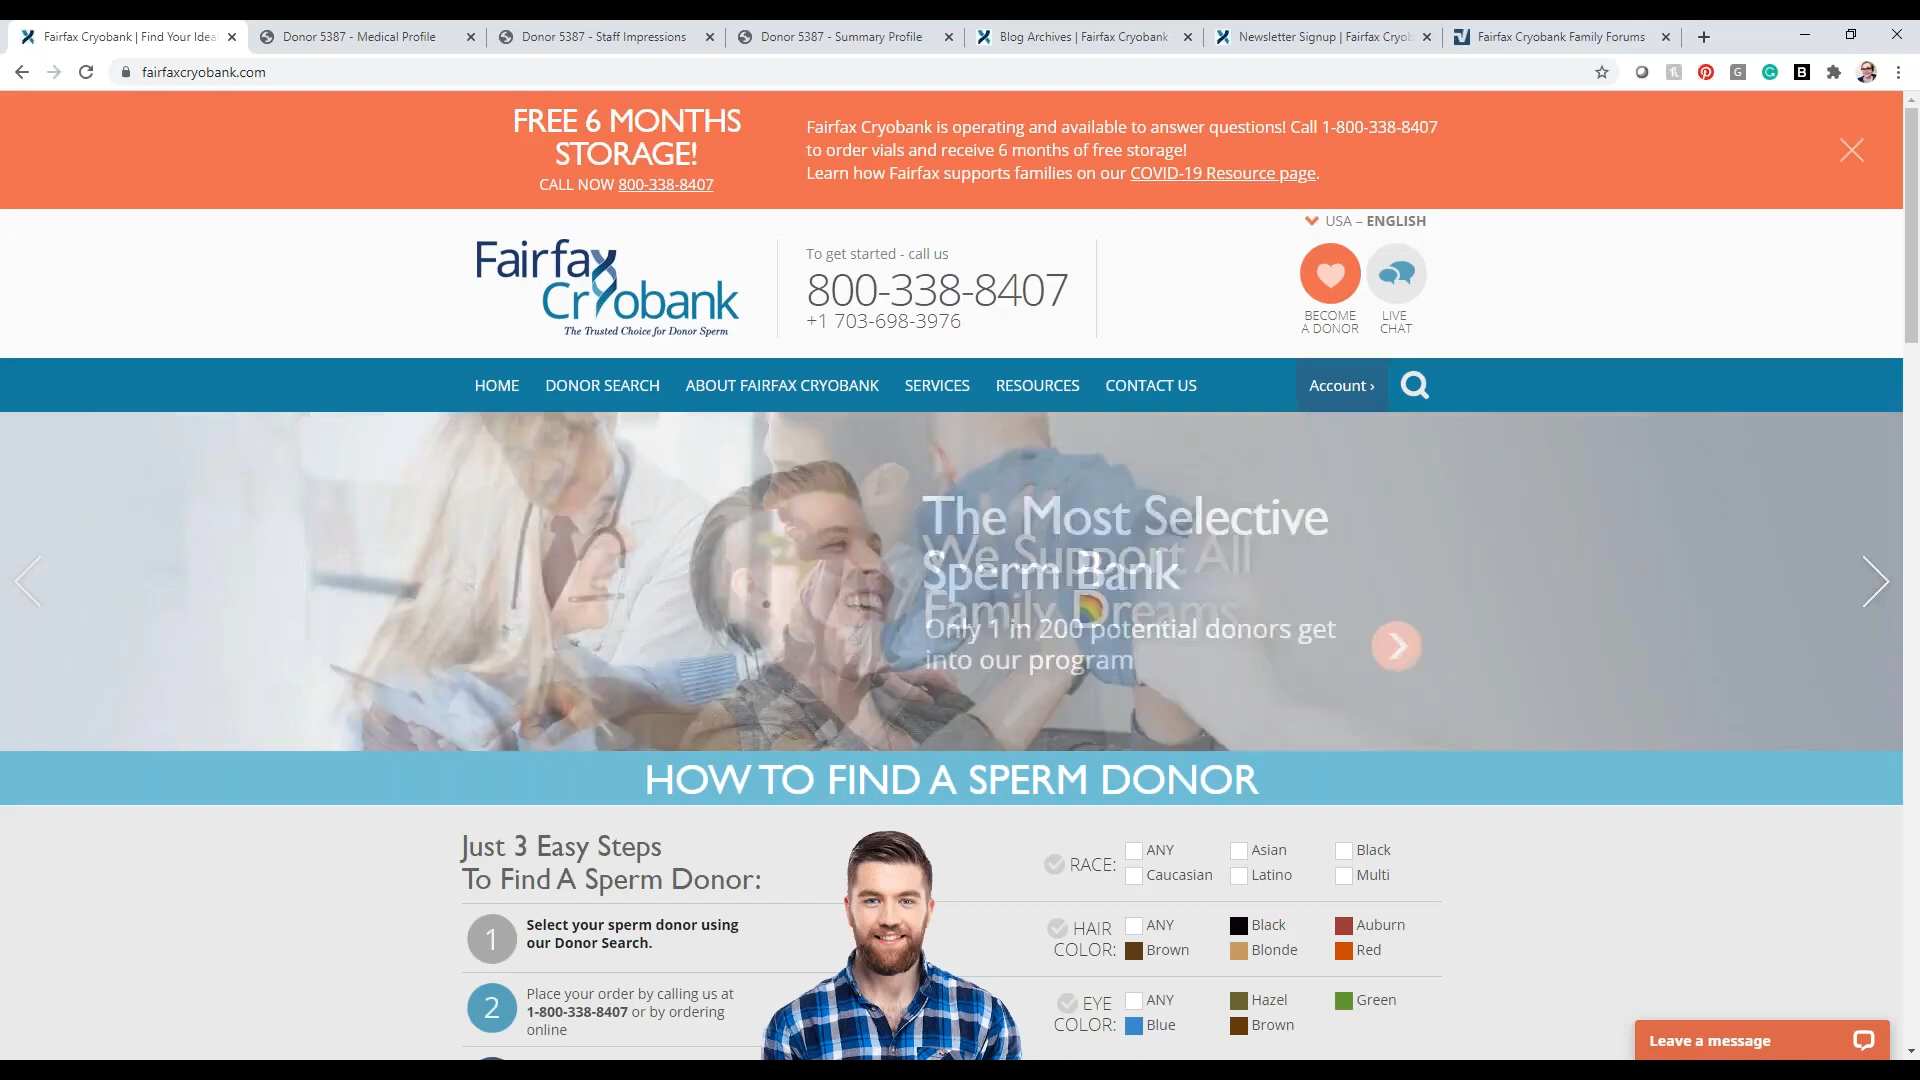 Fairfax Cryobank | Find Your Idea
Donor 5387 - Medical Profile
Donor 5387 - Staff Impressions
Donor 5387 - Summary Profile
Blog Archives | Fairfax Cryobank
Newsletter Signup | Fairfax Cryob
Fairfax Cryobank Family Forums
fairfaxcryobank.com
FREE 6 MONTHS
STORAGE!
CALL NOW 800-338-8407
Fairfax Cryobank is operating and available to answer questions! Call 1-800-338-8407
to order vials and receive 6 months of free storage!
Learn how Fairfax supports families on our COVID-19 Resource page.
USA – ENGLISH
Fairfax
Cryobank
The Trusted Choice for Donor Sperm
To get started - call us
800-338-8407
+1 703-698-3976
BECOME
A DONOR
LIVE
CHAT
HOME
DONOR SEARCH
ABOUT FAIRFAX CRYOBANK
SERVICES
RESOURCES
CONTACT US
Account ›
The Most Selective
Sperm Bank
We Support All
Family Dreams
Only 1 in 200 potential donors get
into our program
HOW TO FIND A SPERM DONOR
Just 3 Easy Steps
To Find A Sperm Donor:
1
Select your sperm donor using
our Donor Search.
2
Place your order by calling us at
1-800-338-8407 or by ordering
online
RACE:
ANY
Asian
Black
Caucasian
Latino
Multi
HAIR
COLOR:
ANY
Black
Auburn
Brown
Blonde
Red
EYE
COLOR:
ANY
Hazel
Green
Blue
Brown
Leave a message